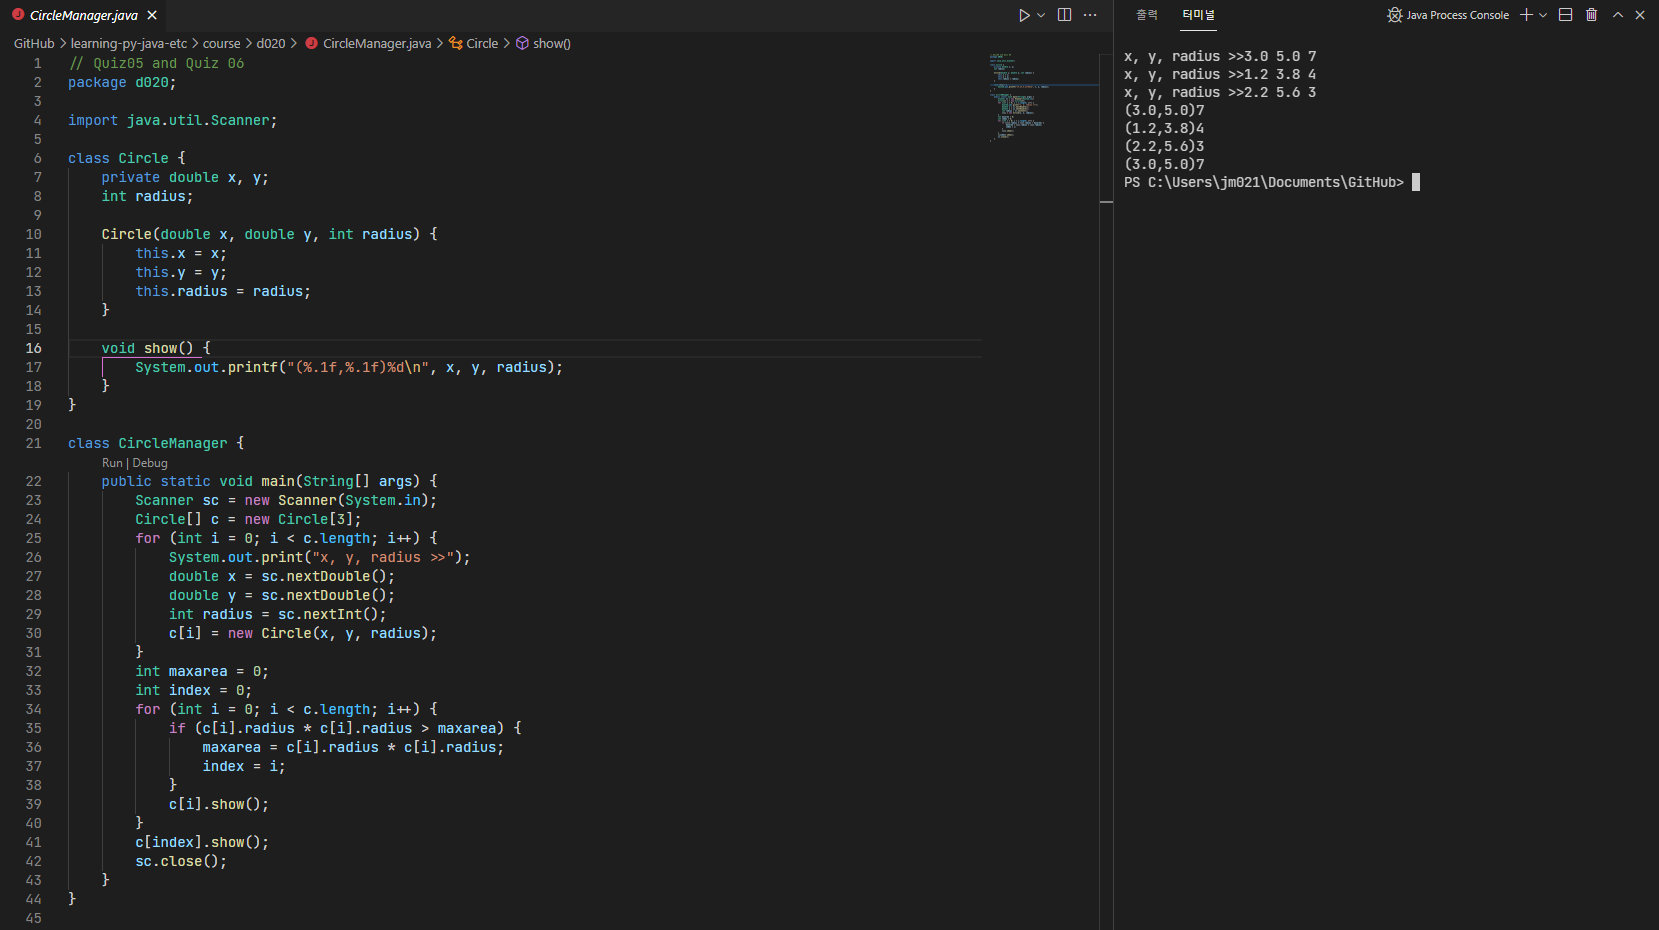 CircleManager.java
GitHub > learning-py-java-etc > course > d020 > CircleManager.java > Circle > show()
1 // Quiz05 and Quiz 06
2 package d020;
3
4 import java.util.Scanner;
5
6 class Circle {
7 private double x, y;
8 int radius;
9
10 Circle(double x, double y, int radius) {
11 this.x = x;
12 this.y = y;
13 this.radius = radius;
14 }
15
16 void show() {
17 System.out.printf("(%.1f,%.1f)%d\n", x, y, radius);
18 }
19 }
20
21 class CircleManager {
Run | Debug
22 public static void main(String[] args) {
23 Scanner sc = new Scanner(System.in);
24 Circle[] c = new Circle[3];
25 for (int i = 0; i < c.length; i++) {
26 System.out.print("x, y, radius >>");
27 double x = sc.nextDouble();
28 double y = sc.nextDouble();
29 int radius = sc.nextInt();
30 c[i] = new Circle(x, y, radius);
31 }
32 int maxarea = 0;
33 int index = 0;
34 for (int i = 0; i < c.length; i++) {
35 if (c[i].radius * c[i].radius > maxarea) {
36 maxarea = c[i].radius * c[i].radius;
37 index = i;
38 }
39 c[i].show();
40 }
41 c[index].show();
42 sc.close();
43 }
44 }
45
출력 터미널 Java Process Console
x, y, radius >>3.0 5.0 7
x, y, radius >>1.2 3.8 4
x, y, radius >>2.2 5.6 3
(3.0,5.0)7
(1.2,3.8)4
(2.2,5.6)3
(3.0,5.0)7
PS C:\Users\jm021\Documents\GitHub>